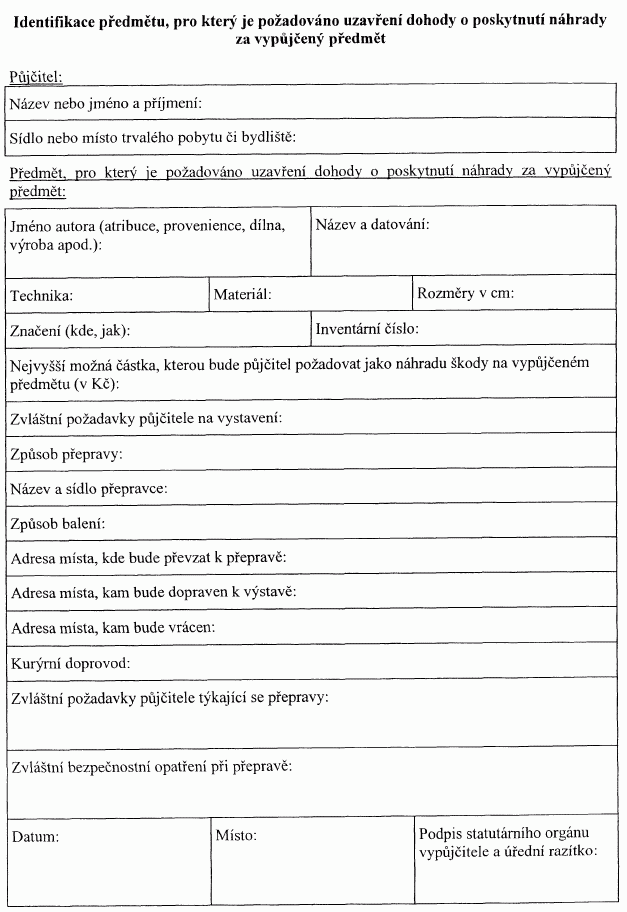 Identifikace předmětu, pro který je požadováno uzavření dohody o poskytnutí náhrady
za vypůjčený předmět
Půjčitel:
Název nebo jméno a příjmení:
Sídlo nebo místo trvalého pobytu či bydliště:
Předmět, pro který je požadováno uzavření dohody o poskytnutí náhrady za vypůjčený
předmět:
Jméno autora (atribuce, provenience, dílna,
výroba apod.):
Název a datování:
Technika:
Materiál:
Rozměry v cm:
Značení (kde, jak):
Inventární číslo:
Nejvyšší možná částka, kterou bude půjčitel požadovat jako náhradu škody na vypůjčeném
předmětu (v Kč):
Zvláštní požadavky půjčitele na vystavení:
Způsob přepravy:
Název a sídlo přepravce:
Způsob balení:
Adresa místa, kde bude převzat k přepravě:
Adresa místa, kam bude dopraven k výstavě:
Adresa místa, kam bude vrácen:
Kurýrní doprovod:
Zvláštní požadavky půjčitele týkající se přepravy:
Zvláštní bezpečnostní opatření při přepravě:
Datum:
Místo:
Podpis statutárního orgánu
vypůjčitele a úřední razítko: